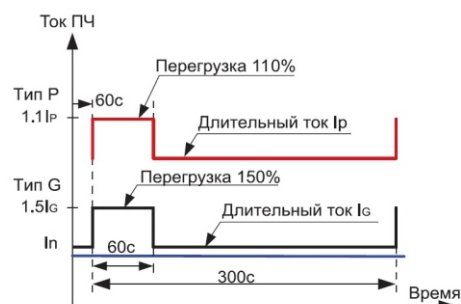 Ток ПЧ
Перегрузка 110%
Тип P
60с
1.1IP
Длительный ток Ip
Перегрузка 150%
Тип G
1.5IG
Длительный ток IG
In
60с
300с
Время